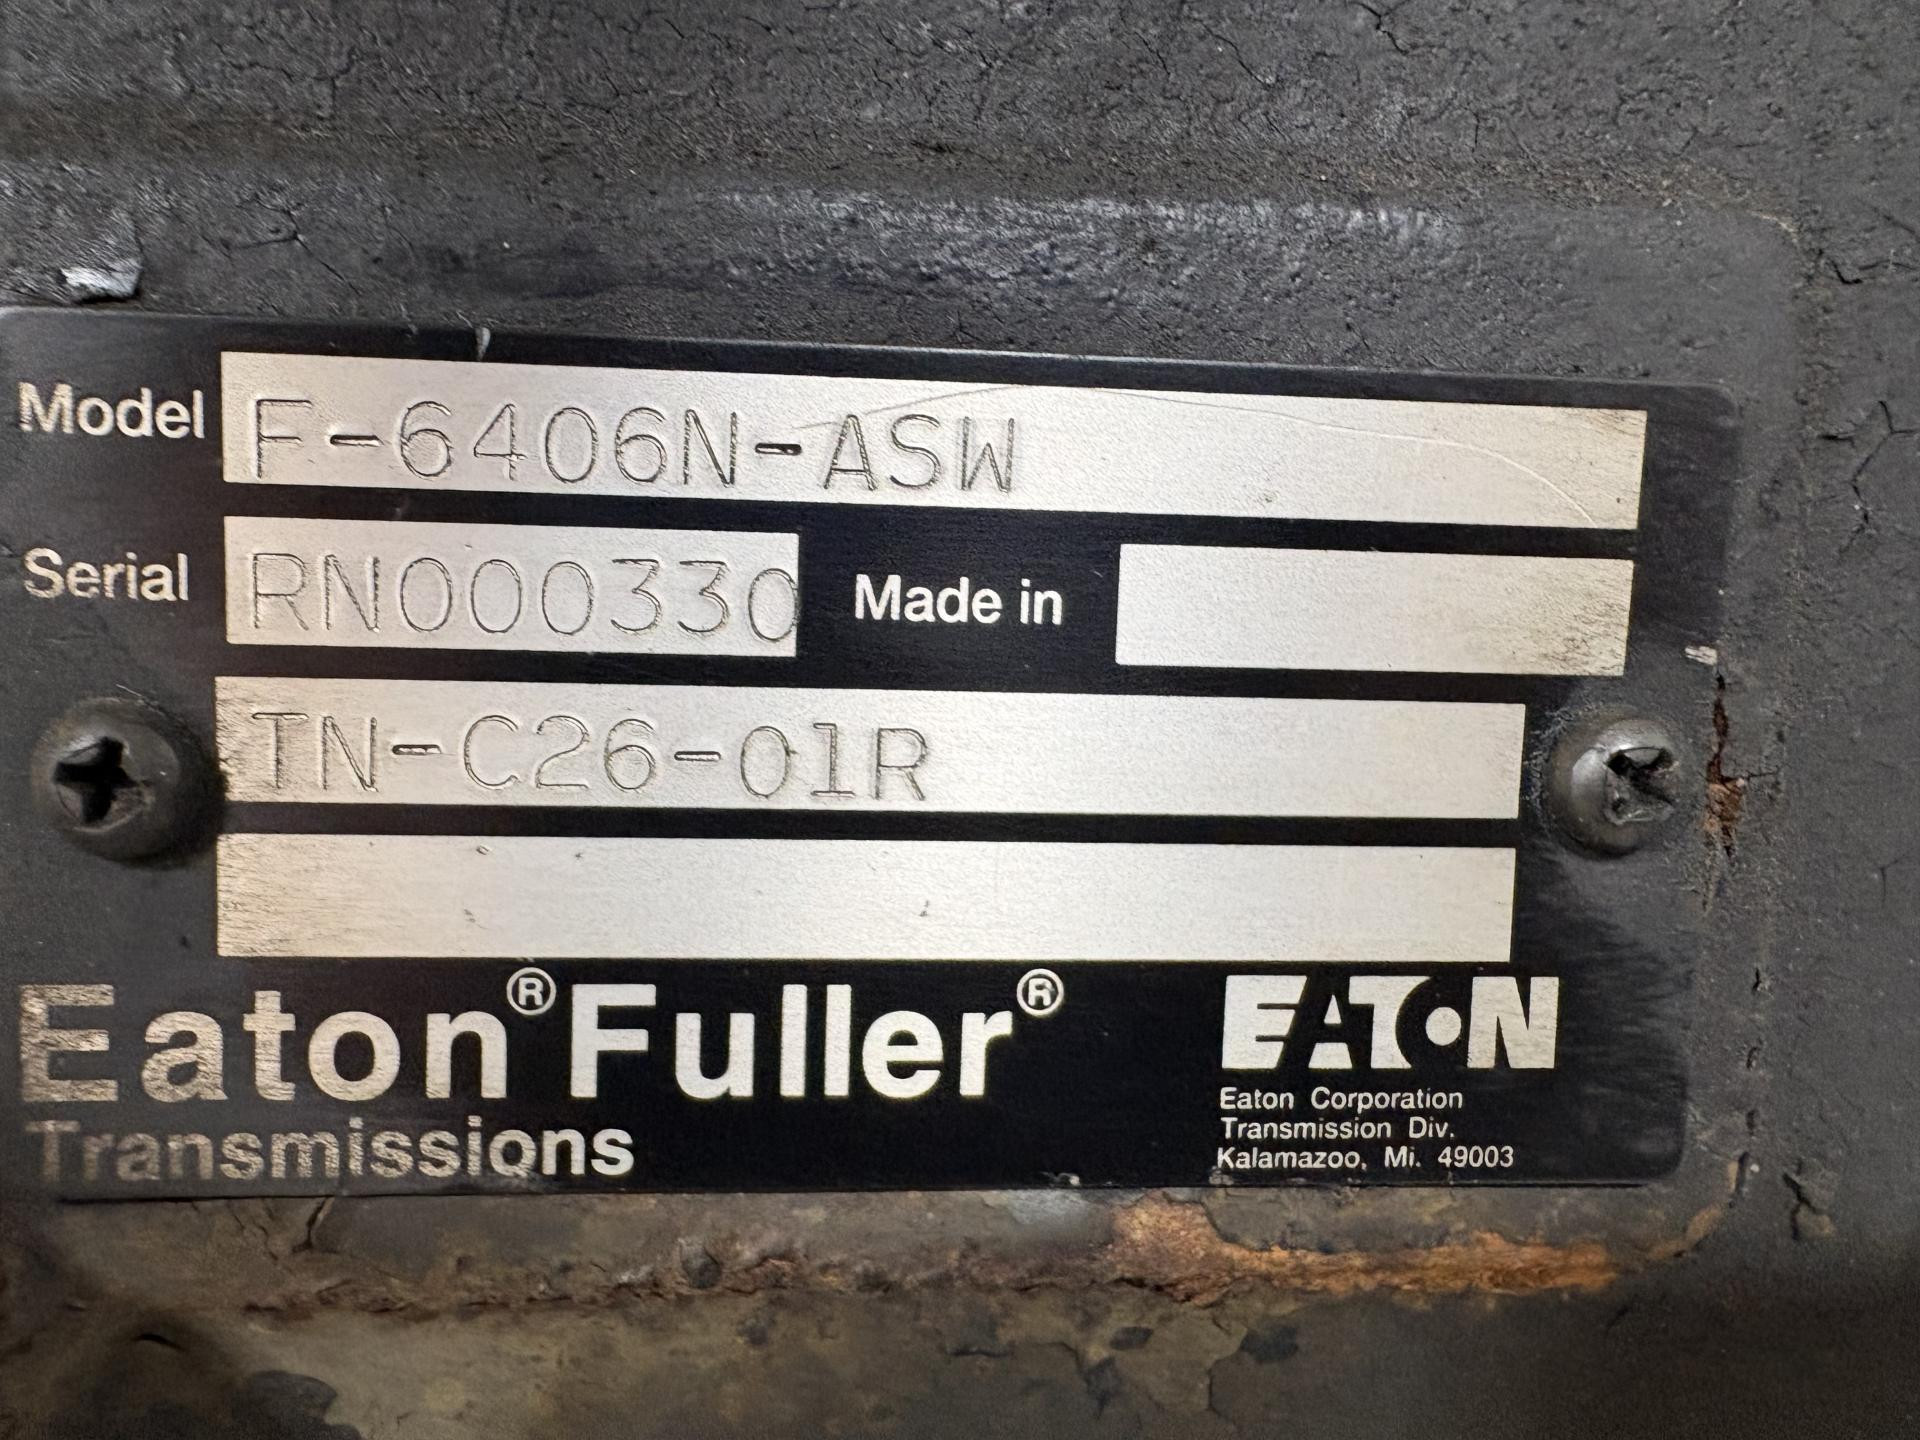 Model F-6406N-ASW
Serial RN000330 Made in
TN-C26-01R
Eaton® Fuller®
Transmissions
EATON
Eaton Corporation
Transmission Div.
Kalamazoo, Mi. 49003